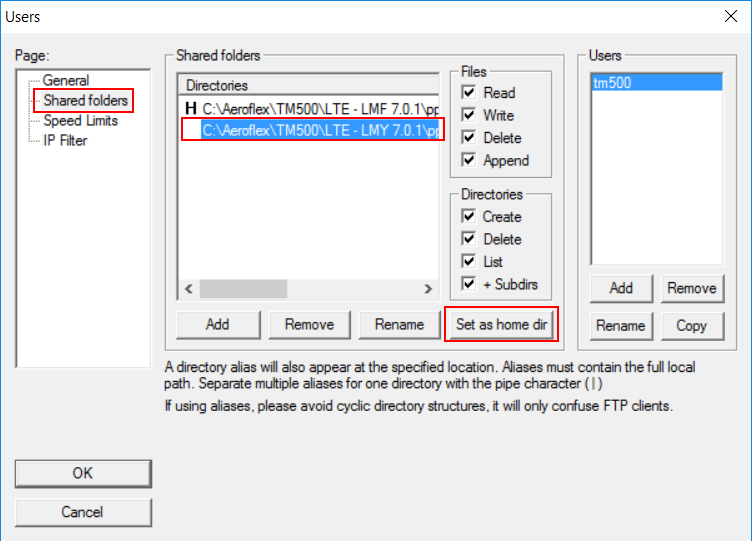 Users
Page:
General
Shared folders
Speed Limits
IP Filter
OK
Cancel
Shared folders
Directories
H C:\Aeroflex\TM500\LTE - LMF 7.0.1\pp
C:\Aeroflex\TM500\LTE - LMY 7.0.1\pp
Add
Remove
Rename
Set as home dir
Files
Read
Write
Delete
Append
Directories
Create
Delete
List
+ Subdirs
Users
tm500
Add
Remove
Rename
Copy
A directory alias will also appear at the specified location. Aliases must contain the full local
path. Separate multiple aliases for one directory with the pipe character ( | )
If using aliases, please avoid cyclic directory structures, it will only confuse FTP clients.